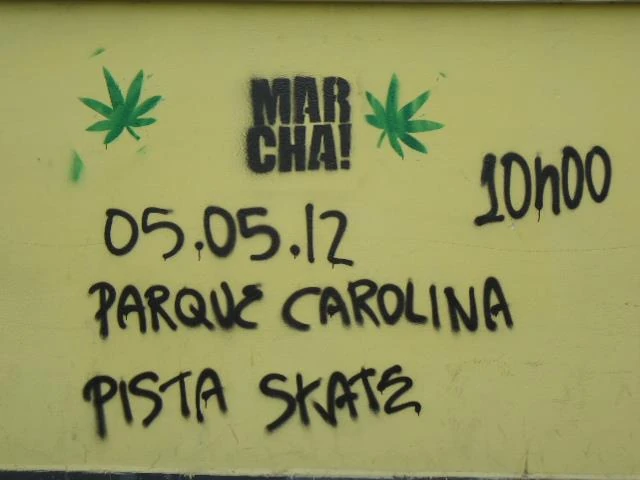 MAR
CHA!
10h00
05.05.12
PARQUE CAROLINA
PISTA SKATE